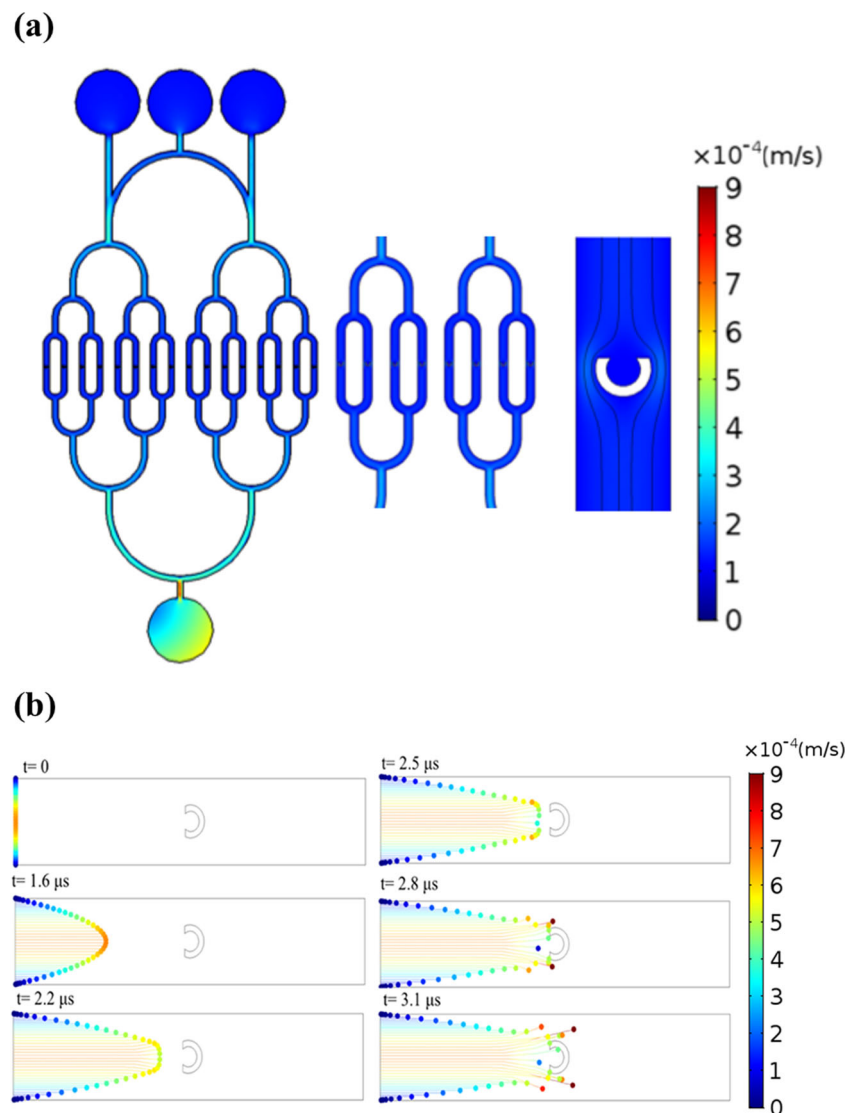 (a)
×10⁻⁴(m/s)
9
8
7
6
5
4
3
2
1
0
(b)
t= 0
t= 1.6 µs
t= 2.2 µs
t= 2.5 µs
t= 2.8 µs
t= 3.1 µs
×10⁻⁴(m/s)
9
8
7
6
5
4
3
2
1
0